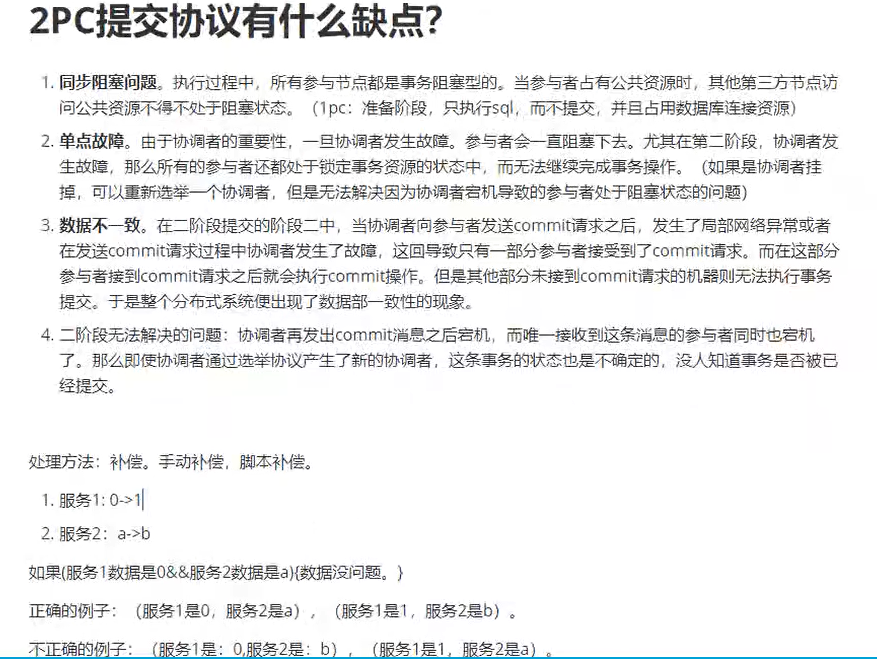 2PC提交协议有什么缺点？
1. 同步阻塞问题。执行过程中，所有参与节点都是事务阻塞型的。当参与者占有公共资源时，其他第三方节点访
问公共资源不得不处于阻塞状态。（1pc：准备阶段，只执行sql，而不提交，并且占用数据库连接资源）
2. 单点故障。由于协调者的重要性，一旦协调者发生故障。参与者会一直阻塞下去。尤其在第二阶段，协调者发
生故障，那么所有的参与者还都处于锁定事务资源的状态中，而无法继续完成事务操作。（如果是协调者挂
掉，可以重新选举一个协调者，但是无法解决因为协调者宕机导致的参与者处于阻塞状态的问题）
3. 数据不一致。在二阶段提交的阶段二中，当协调者向参与者发送commit请求之后，发生了局部网络异常或者
在发送commit请求过程中协调者发生了故障，这回导致只有一部分参与者接受到了commit请求。而在这部分
参与者接到commit请求之后就会执行commit操作。但是其他部分未接到commit请求的机器则无法执行事务
提交。于是整个分布式系统便出现了数据部一致性的现象。
4. 二阶段无法解决的问题：协调者再发出commit消息之后宕机，而唯一接收到这条消息的参与者同时也宕机
了。那么即使协调者通过选举协议产生了新的协调者，这条事务的状态也是不确定的，没人知道事务是否被已
经提交。
处理方法：补偿。手动补偿，脚本补偿。
1. 服务1: 0->1
2. 服务2：a->b
如果(服务1数据是0&&服务2数据是a){数据没问题。}
正确的例子：（服务1是0，服务2是a），（服务1是1，服务2是b）。
不正确的例子：（服务1是：0,服务2是：b），（服务1是1，服务2是a）。